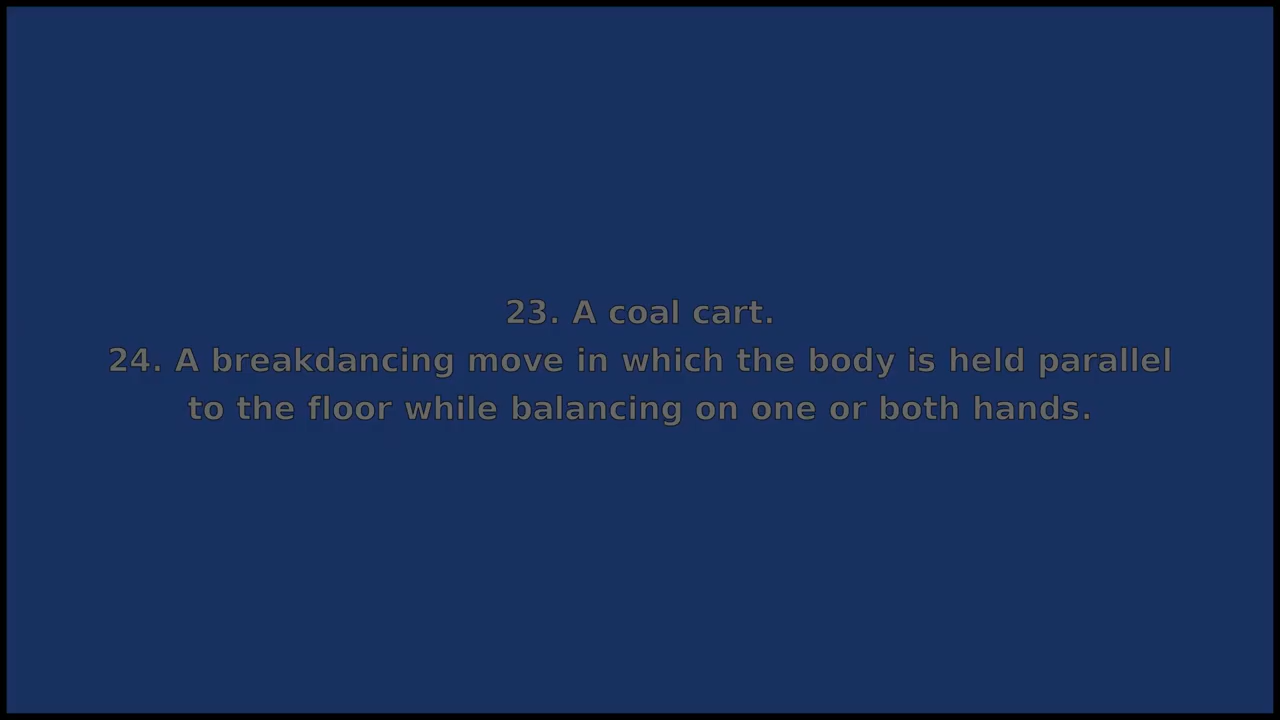 23. A coal cart.
24. A breakdancing move in which the body is held parallel
to the floor while balancing on one or both hands.